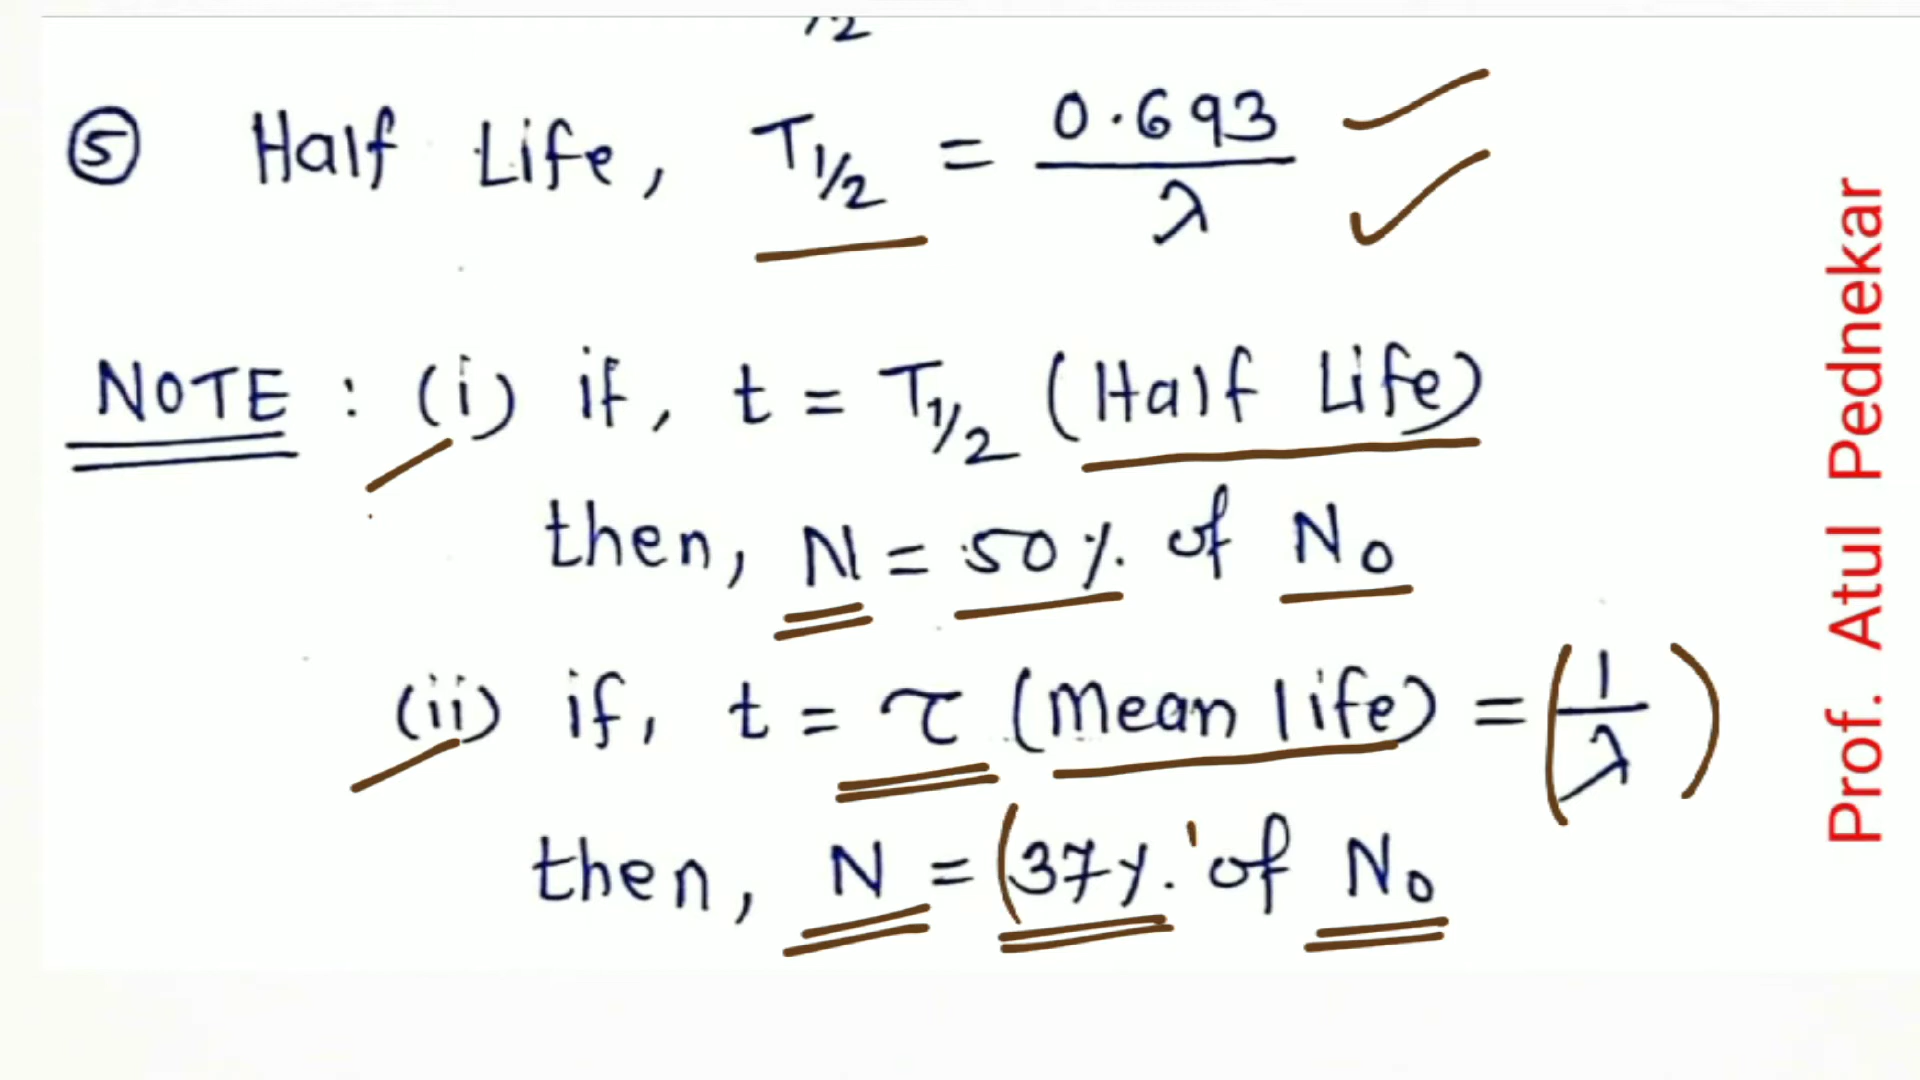 ⑤ Half Life, T1/2 = 0.693/λ
NOTE : (i) if, t = T1/2 (Half Life)
then, N = 50% of N0
(ii) if, t = τ (Mean life) = (1/λ)
then, N = (37% of N0
Prof. Atul Pednekar